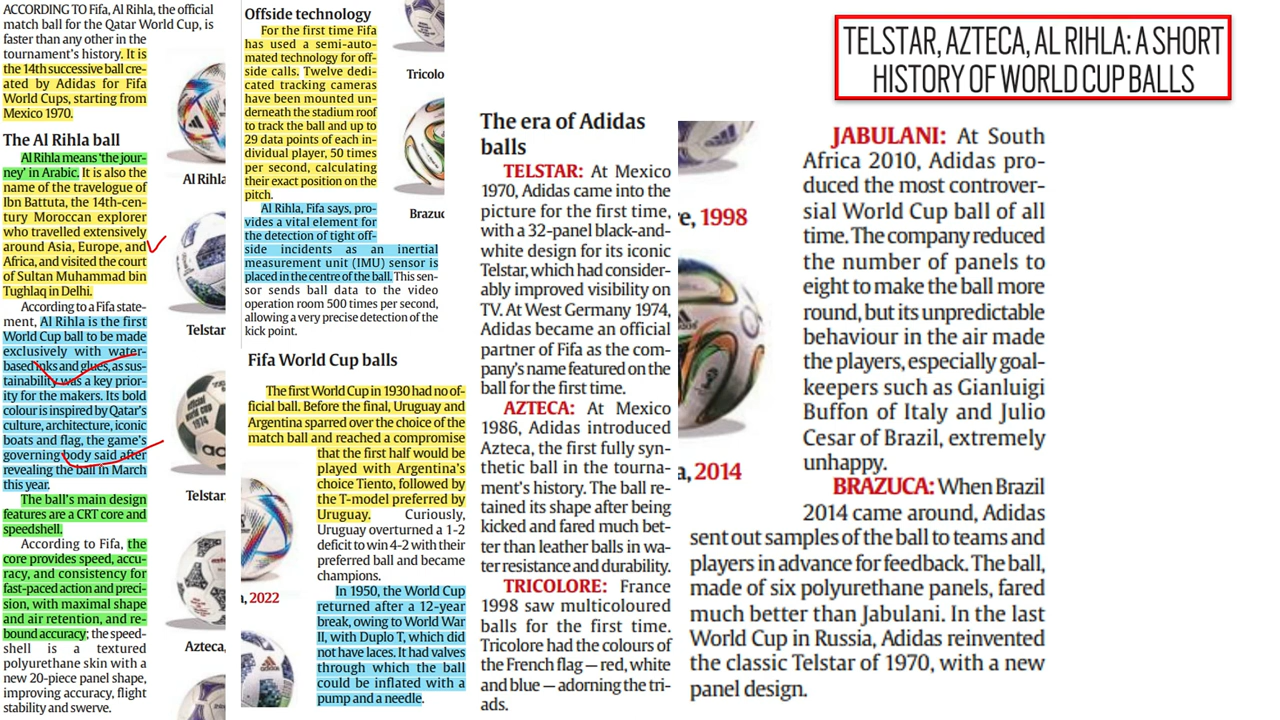 ACCORDING TO Fifa, Al Rihla, the official
match ball for the Qatar World Cup, is
faster than any other in the
tournament's history. It is
the 14th successive ball cre-
ated by Adidas for Fifa
World Cups, starting from
Mexico 1970.
The Al Rihla ball
Al Rihla means 'the jour-
ney' in Arabic. It is also the
name of the travelogue of
Ibn Battuta, the 14th-cen-
tury Moroccan explorer
who travelled extensively
around Asia, Europe, and
Africa, and visited the court
of Sultan Muhammad bin
Tughlaq in Delhi.
According to a Fifa state-
ment, Al Rihla is the first
World Cup ball to be made
exclusively with water-
based inks and glues, as sus-
tainability was a key prior-
ity for the makers. Its bold
colour is inspired by Qatar's
culture, architecture, iconic
boats and flag, the game's
governing body said after
revealing the ball in March
this year.
The ball's main design
features are a CRT core and
speedshell.
According to Fifa, the
core provides speed, accu-
racy, and consistency for
fast-paced action and preci-
sion, with maximal shape
and air retention, and re-
bound accuracy; the speed-
shell is a textured
polyurethane skin with a
new 20-piece panel shape,
improving accuracy, flight
stability and swerve.
Al Rihla
Telstar
official
world cup
1974
Telstar
Azteca,
Offside technology
For the first time Fifa
has used a semi-auto-
mated technology for off-
side calls. Twelve dedi-
cated tracking cameras
have been mounted un-
derneath the stadium roof
to track the ball and up to
29 data points of each in-
dividual player, 50 times
per second, calculating
their exact position on the
pitch.
Al Rihla, Fifa says, pro-
vides a vital element for
the detection of tight off-
side incidents as an inertial
measurement unit (IMU) sensor is
placed in the centre of the ball. This sen-
sor sends ball data to the video
operation room 500 times per second,
allowing a very precise detection of the
kick point.
Tricolo
Brazuc
Fifa World Cup balls
The first World Cup in 1930 had no of-
ficial ball. Before the final, Uruguay and
Argentina sparred over the choice of the
match ball and reached a compromise
that the first half would be
played with Argentina's
choice Tiento, followed by
the T-model preferred by
Uruguay. Curiously,
Uruguay overturned a 1-2
deficit to win 4-2 with their
preferred ball and became
champions.
In 1950, the World Cup
returned after a 12-year
break, owing to World War
II, with Duplo T, which did
not have laces. It had valves
through which the ball
could be inflated with a
pump and a needle.
a, 2022
adidas
The era of Adidas
balls
TELSTAR: At Mexico
1970, Adidas came into the
picture for the first time,
with a 32-panel black-and-
white design for its iconic
Telstar, which had consider-
ably improved visibility on
TV. At West Germany 1974,
Adidas became an official
partner of Fifa as the com-
pany's name featured on the
ball for the first time.
AZTECA: At Mexico
1986, Adidas introduced
Azteca, the first fully syn-
thetic ball in the tourna-
ment's history. The ball re-
tained its shape after being
kicked and fared much bet-
ter than leather balls in wa-
ter resistance and durability.
TRICOLORE: France
1998 saw multicoloured
balls for the first time.
Tricolore had the colours of
the French flag — red, white
and blue — adorning the tri-
ads.
TELSTAR, AZTECA, AL RIHLA: A SHORT
HISTORY OF WORLD CUP BALLS
e, 1998
adidas
a, 2014
JABULANI: At South
Africa 2010, Adidas pro-
duced the most controver-
sial World Cup ball of all
time. The company reduced
the number of panels to
eight to make the ball more
round, but its unpredictable
behaviour in the air made
the players, especially goal-
keepers such as Gianluigi
Buffon of Italy and Julio
Cesar of Brazil, extremely
unhappy.
BRAZUCA: When Brazil
2014 came around, Adidas
sent out samples of the ball to teams and
players in advance for feedback. The ball,
made of six polyurethane panels, fared
much better than Jabulani. In the last
World Cup in Russia, Adidas reinvented
the classic Telstar of 1970, with a new
panel design.